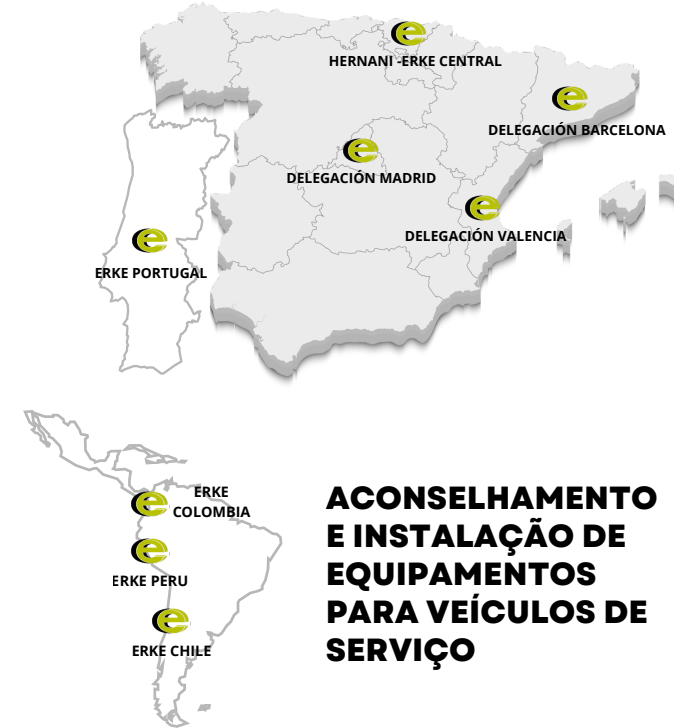 HERNANI -ERKE CENTRAL
DELEGACIÓN BARCELONA
DELEGACIÓN MADRID
DELEGACIÓN VALENCIA
ERKE PORTUGAL
ERKE
COLOMBIA
ERKE PERU
ERKE CHILE
ACONSELHAMENTO
E INSTALAÇÃO DE
EQUIPAMENTOS
PARA VEÍCULOS DE
SERVIÇO